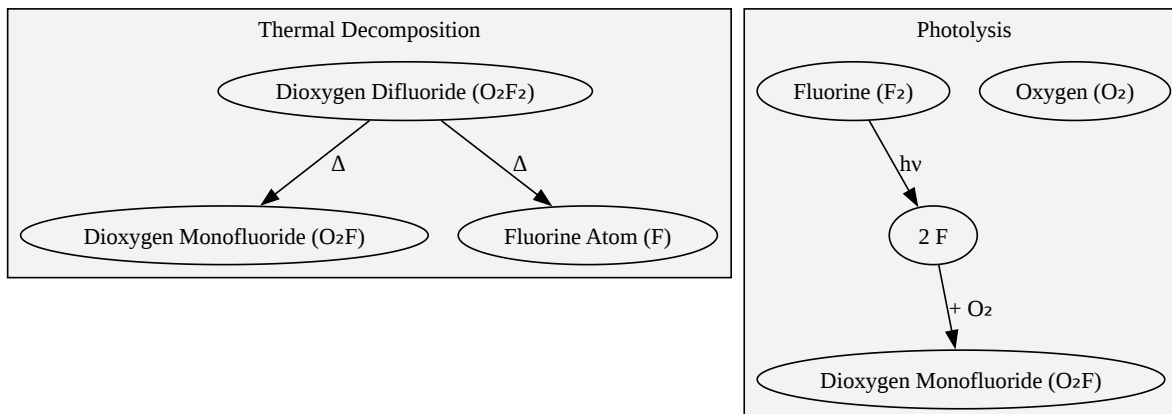 Thermal Decomposition
Dioxygen Difluoride (O₂F₂)
Δ
Δ
Dioxygen Monofluoride (O₂F)
Fluorine Atom (F)
Photolysis
Fluorine (F₂)
Oxygen (O₂)
hν
2 F
+ O₂
Dioxygen Monofluoride (O₂F)